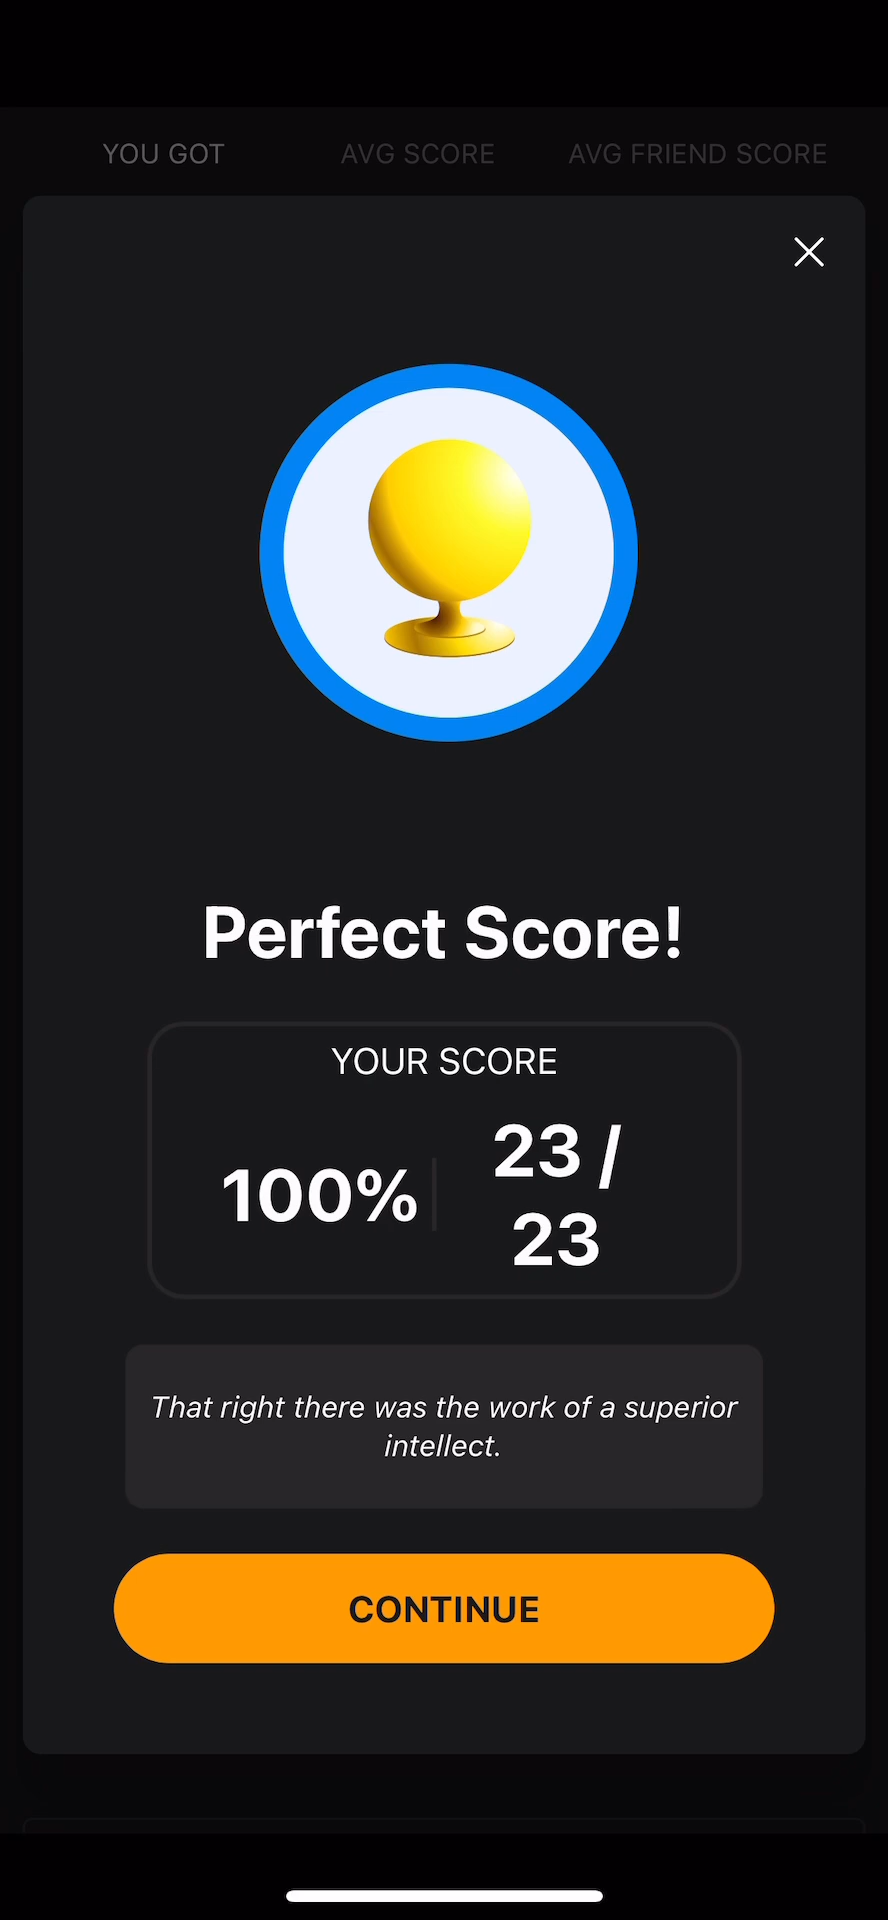 YOU GOT AVG SCORE AVG FRIEND SCORE
Perfect Score!
YOUR SCORE
100%
23 /
23
That right there was the work of a superior
intellect.
CONTINUE